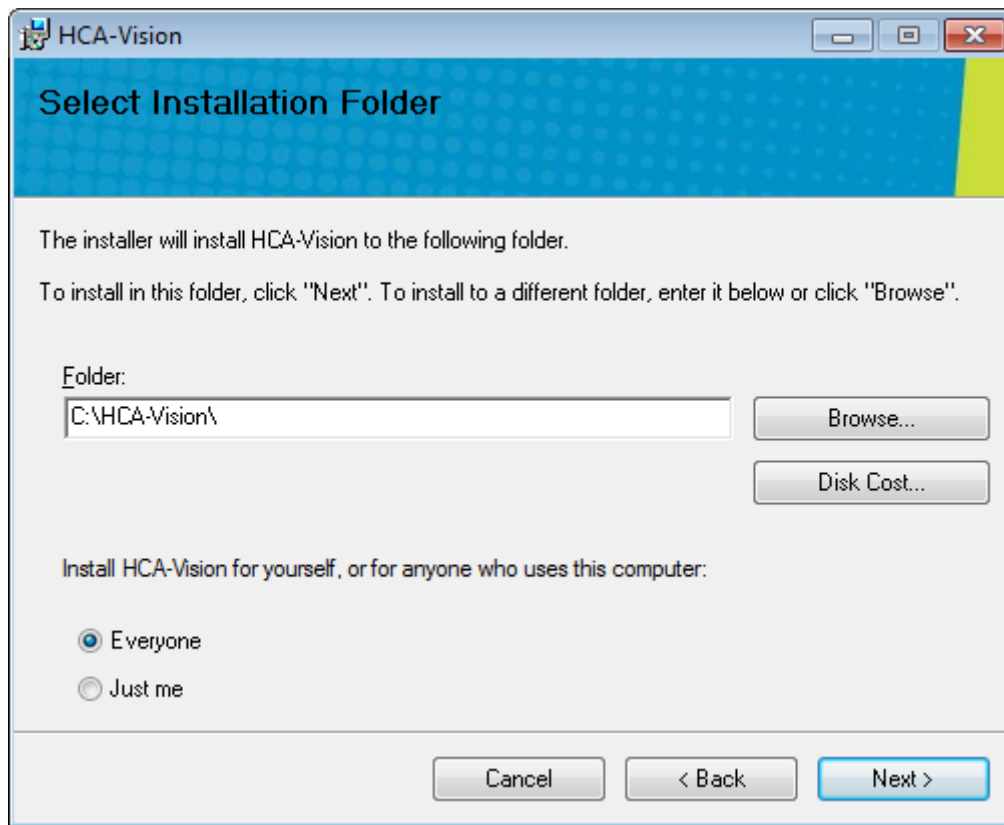 HCA-Vision
Select Installation Folder
The installer will install HCA-Vision to the following folder.
To install in this folder, click "Next". To install to a different folder, enter it below or click "Browse".
Folder:
C:\HCA-Vision\
Browse...
Disk Cost...
Install HCA-Vision for yourself, or for anyone who uses this computer:
Everyone
Just me
Cancel
< Back
Next >